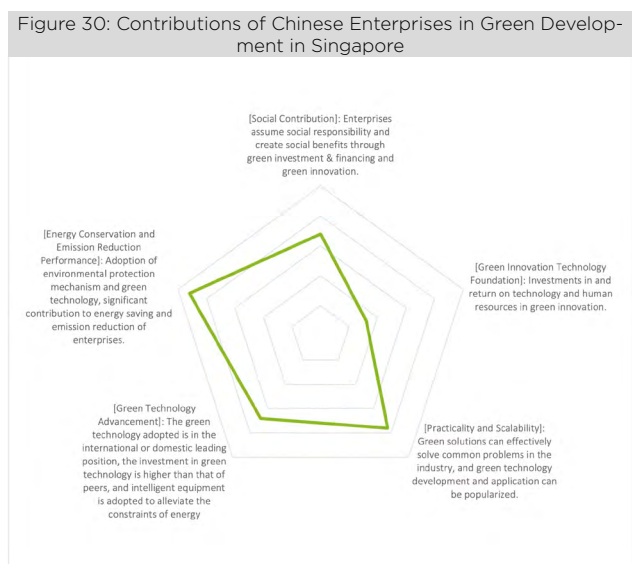 Figure 30: Contributions of Chinese Enterprises in Green Develop-
ment in Singapore
[Social Contribution]: Enterprises
assume social responsibility and
create social benefits through
green investment & financing and
green innovation.
[Energy Conservation and
Emission Reduction
Performance]: Adoption of
environmental protection
mechanism and green
technology, significant
contribution to energy saving and
emission reduction of
enterprises.
[Green Innovation Technology
Foundation]: Investments in and
return on technology and human
resources in green innovation.
[Green Technology
Advancement]: The green
technology adopted is in the
international or domestic leading
position, the investment in green
technology is higher than that of
peers, and intelligent equipment
is adopted to alleviate the
constraints of energy
[Practicality and Scalability]:
Green solutions can effectively
solve common problems in the
industry, and green technology
development and application can
be popularized.